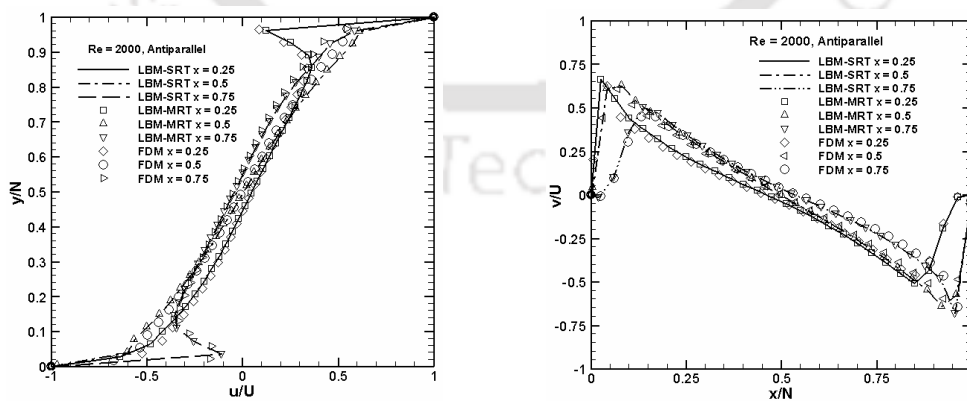 Re = 2000, Antiparallel
LBM-SRT x = 0.25
LBM-SRT x = 0.5
LBM-SRT x = 0.75
LBM-MRT x = 0.25
LBM-MRT x = 0.5
LBM-MRT x = 0.75
FDM x = 0.25
FDM x = 0.5
FDM x = 0.75
y/N
1
0.9
0.8
0.7
0.6
0.5
0.4
0.3
0.2
0.1
0
-1
-0.5
0
0.5
1
u/U
Tec
Re = 2000, Antiparallel
LBM-SRT x = 0.25
LBM-SRT x = 0.5
LBM-SRT x = 0.75
LBM-MRT x = 0.25
LBM-MRT x = 0.5
LBM-MRT x = 0.75
FDM x = 0.25
FDM x = 0.5
FDM x = 0.75
v/U
1
0.75
0.5
0.25
0
-0.25
-0.5
-0.75
-1
0
0.25
0.5
0.75
x/N